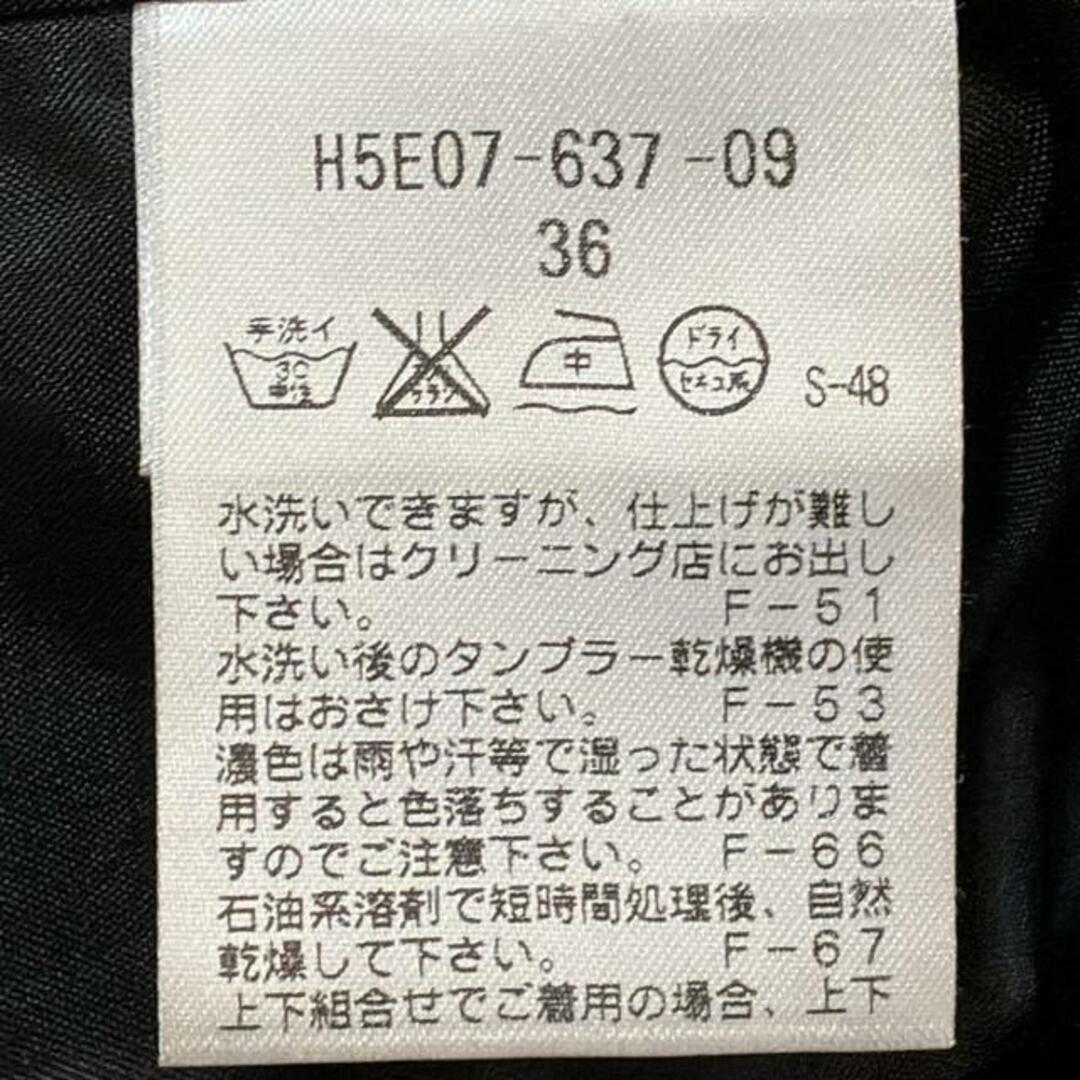 H5E07-637-09
36
手洗イ
30
中性
中
ドライ
セキユ系
S-48
水洗いできますが、仕上げが難し
い場合はクリーニング店にお出し
下さい。 F-51
水洗い後のタンブラー乾燥機の使
用はおさけ下さい。 F-53
濃色は雨や汗等で湿った状態で着
用すると色落ちすることがありま
すのでご注意下さい。 F-66
石油系溶剤で短時間処理後、自然
乾燥して下さい。 F-67
上下組合せでご着用の場合、上下